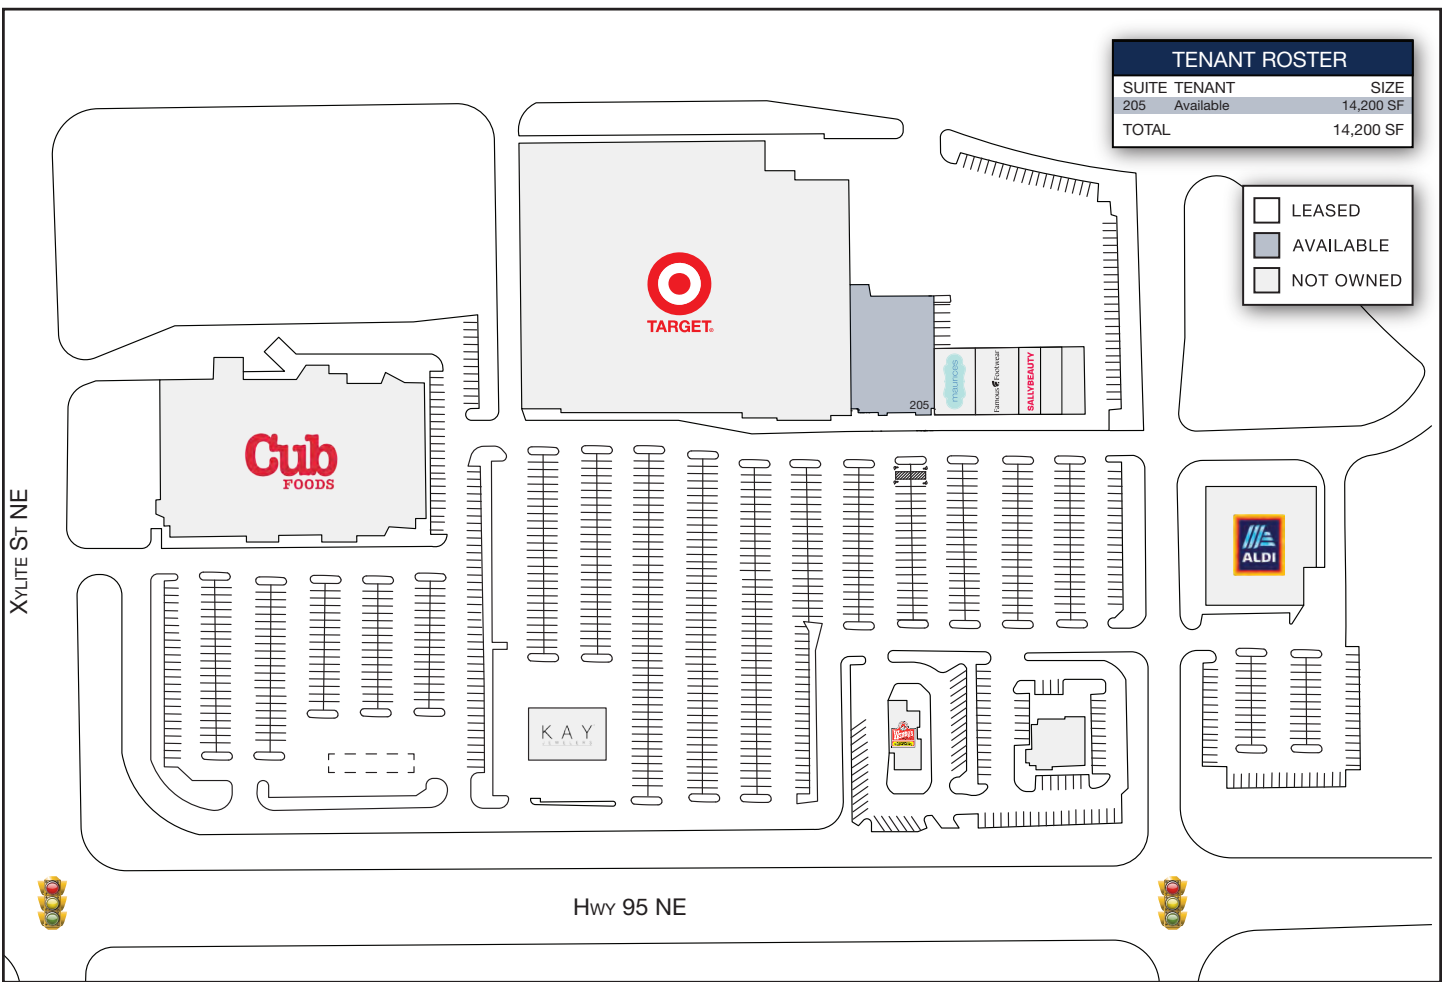 TENANT ROSTER
SUITE TENANT SIZE
205 Available 14,200 SF
TOTAL 14,200 SF
LEASED
AVAILABLE
NOT OWNED
TARGET.
205
maurices
Famous Footwear
SALLYBEAUTY
Cub
FOODS
ALDI
XYLITE ST NE
KAY
JEWELERS
Wendy's
HWY 95 NE